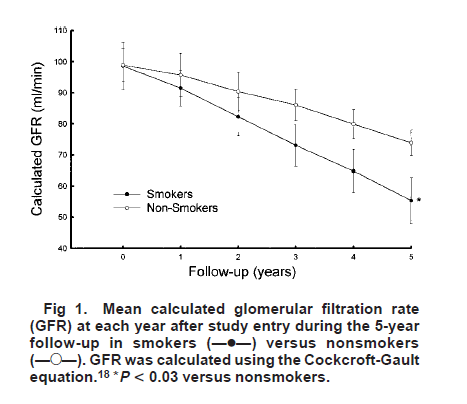 110
100
90
80
70
60
50
40
Calculated GFR (ml/min)
Smokers
Non-Smokers
*
0 1 2 3 4 5
Follow-up (years)
Fig 1. Mean calculated glomerular filtration rate
(GFR) at each year after study entry during the 5-year
follow-up in smokers (—●—) versus nonsmokers
(—○—). GFR was calculated using the Cockcroft-Gault
equation.¹⁸ *P < 0.03 versus nonsmokers.